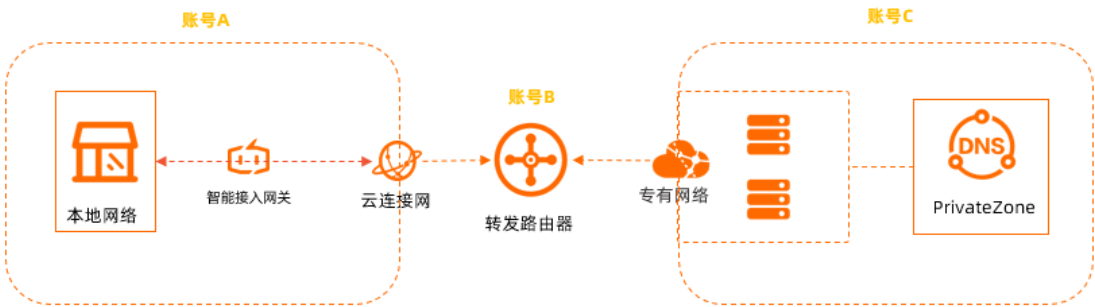 账号A
账号C
账号B
DNS
本地网络
智能接入网关
云连接网
转发路由器
专有网络
PrivateZone